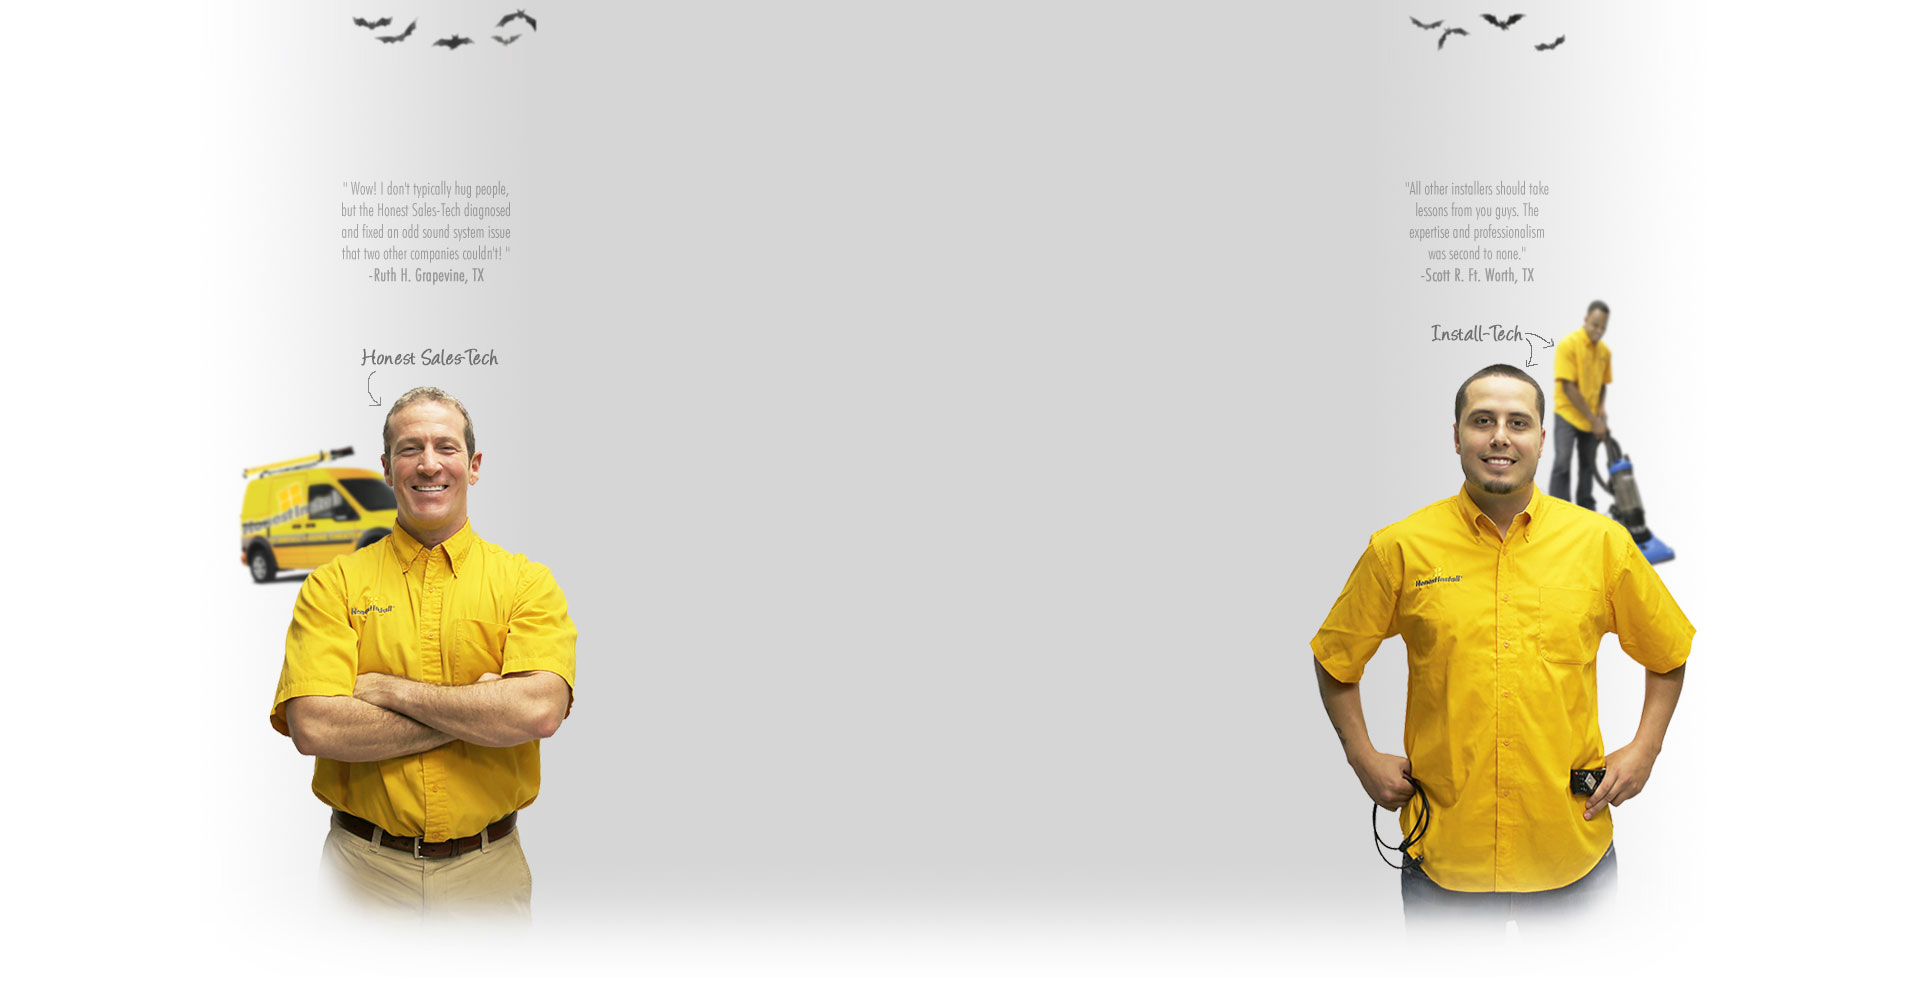 " Wow! I don't typically hug people,
but the Honest Sales-Tech diagnosed
and fixed an odd sound system issue
that two other companies couldn't! "
-Ruth H. Grapevine, TX
Honest Sales-Tech
HonestInstall
HonestInstall
"All other installers should take
lessons from you guys. The
expertise and professionalism
was second to none."
-Scott R. Ft. Worth, TX
Install-Tech
HonestInstall